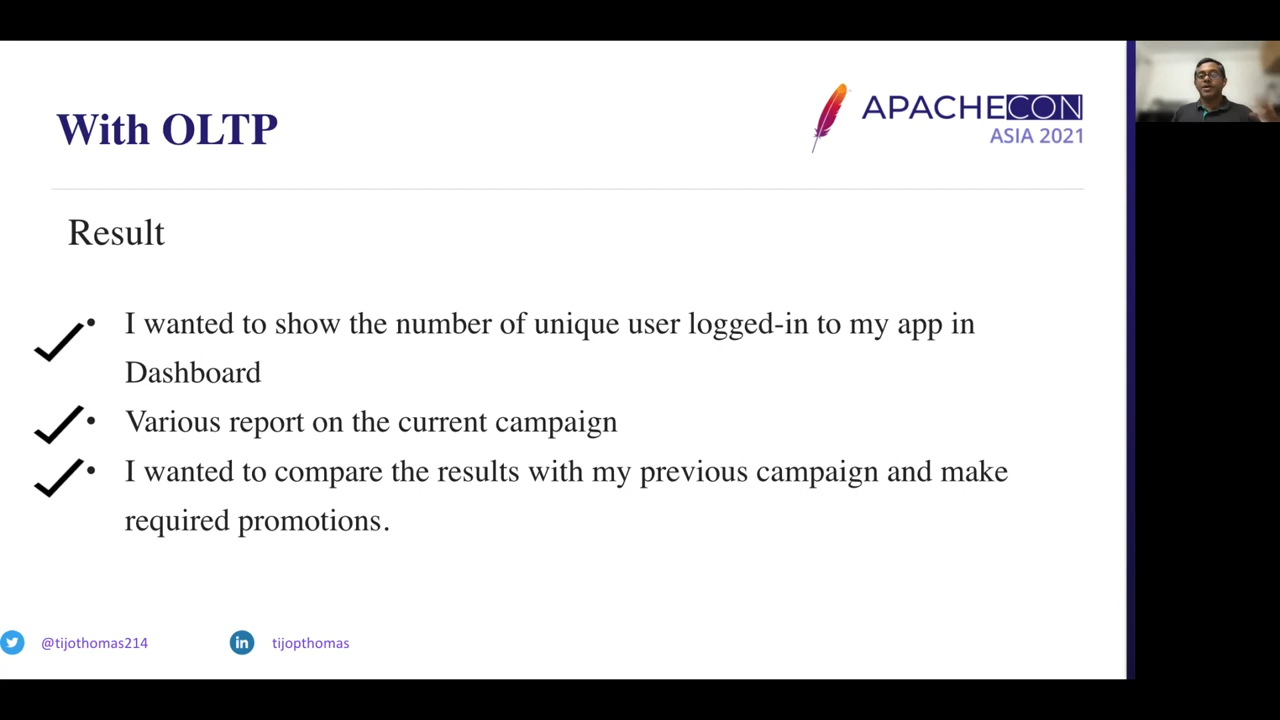 With OLTP
APACHECON
ASIA 2021
Result
• I wanted to show the number of unique user logged-in to my app in
Dashboard
• Various report on the current campaign
• I wanted to compare the results with my previous campaign and make
required promotions.
@tijothomas214
in tijopthomas